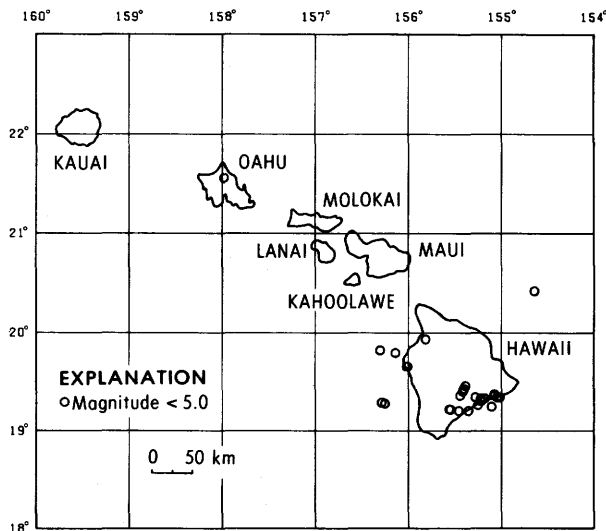 160° 159° 158° 157° 156° 155° 154°
22°
KAUAI
OAHU
MOLOKAI
21°
LANAI
MAUI
KAHOOLAWE
20°
HAWAII
EXPLANATION
Magnitude < 5.0
19°
0 50 km
18°